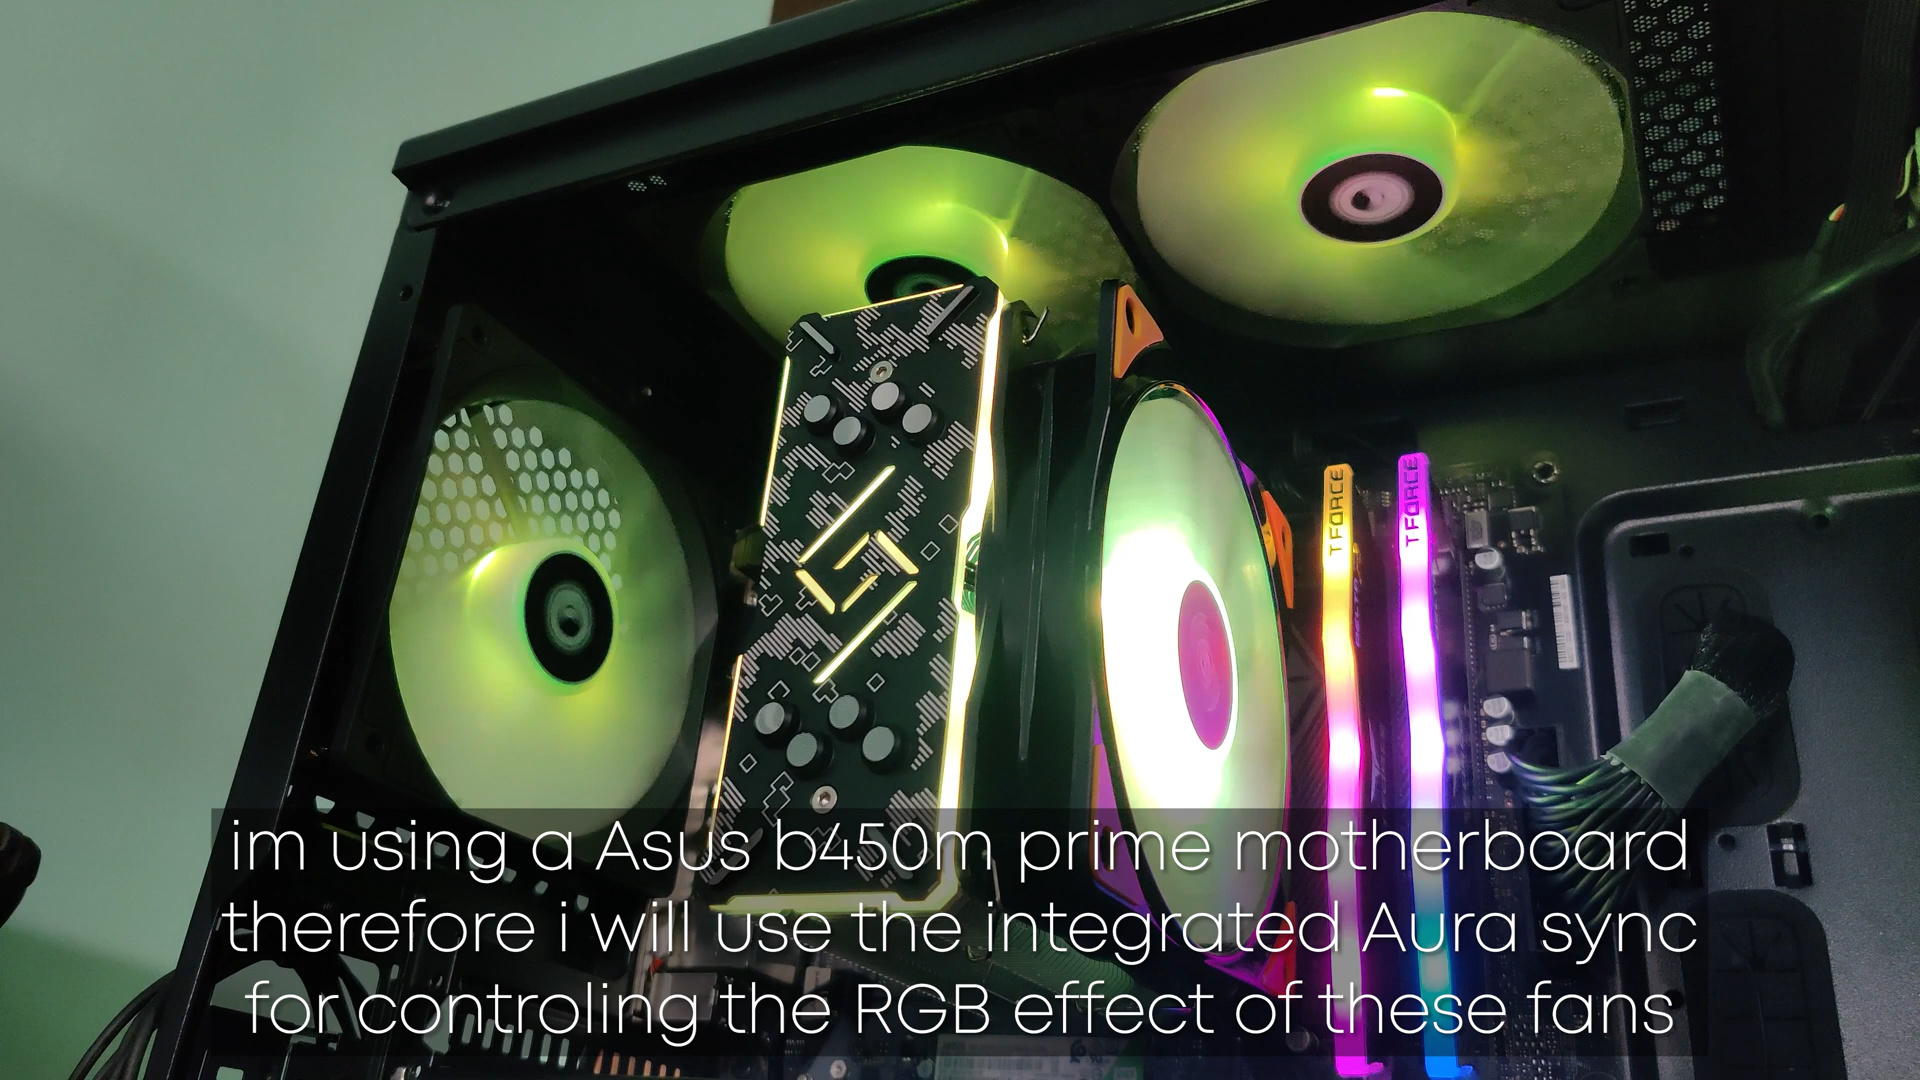 TFORCE
TFORCE
im using a Asus b450m prime motherboard
therefore i will use the integrated Aura sync
for controling the RGB effect of these fans